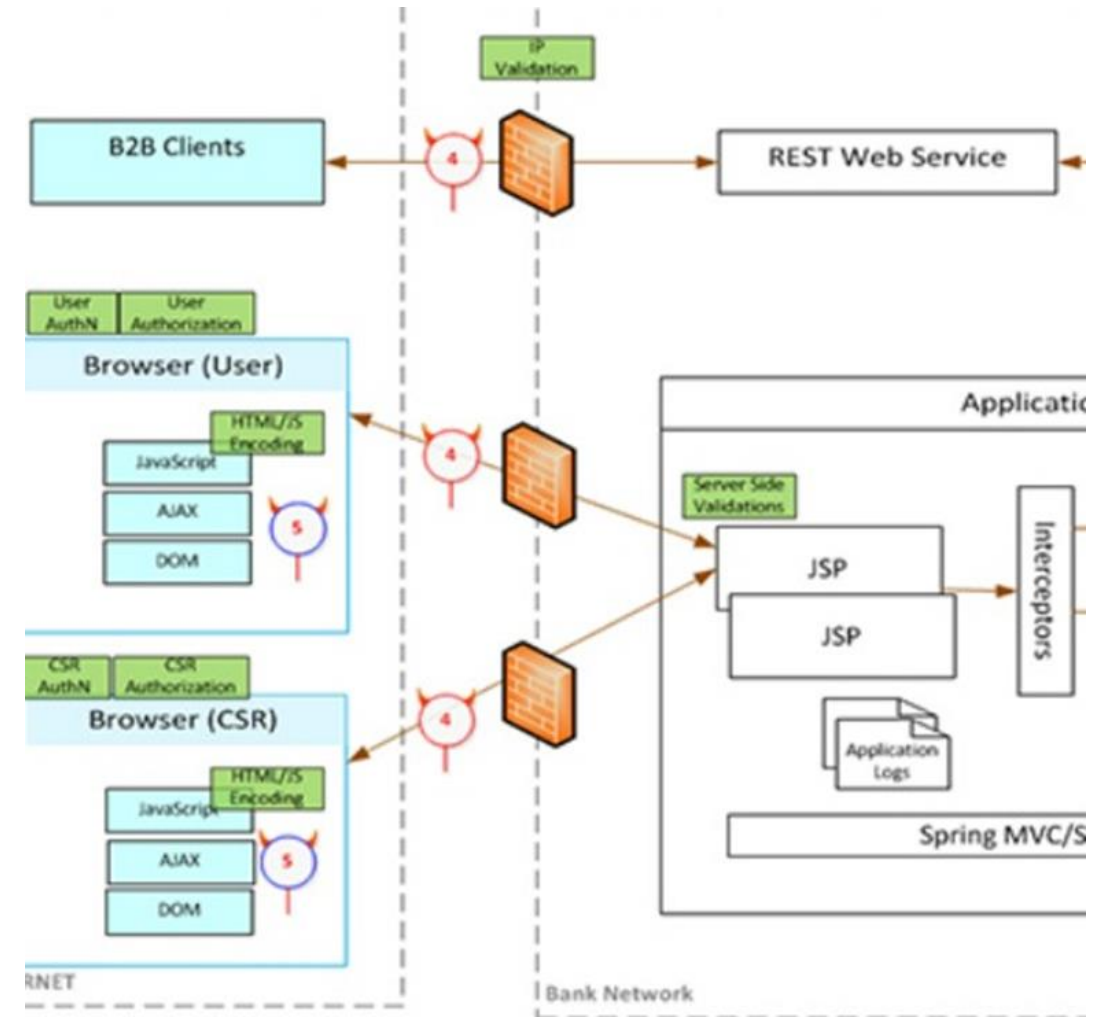 IP
Validation
B2B Clients
4
REST Web Service
User
AuthN
User
Authorization
Browser (User)
HTML/JS
Encoding
JavaScript
AJAX
DOM
5
4
Applicatio
Server Side
Validations
JSP
JSP
Interceptors
CSR
AuthN
CSR
Authorization
Browser (CSR)
HTML/JS
Encoding
JavaScript
AJAX
DOM
5
4
Application
Logs
Spring MVC/S
RNET
Bank Network